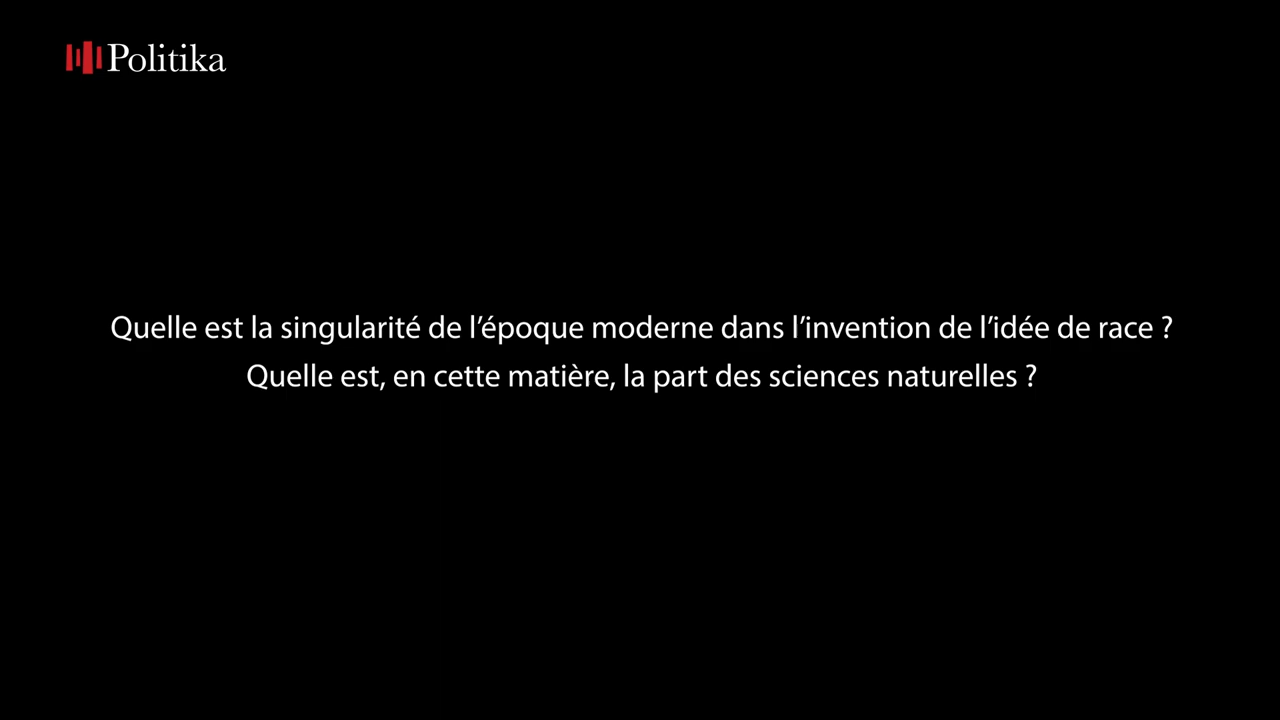 Politika
Quelle est la singularité de l’époque moderne dans l’invention de l’idée de race ?
Quelle est, en cette matière, la part des sciences naturelles ?